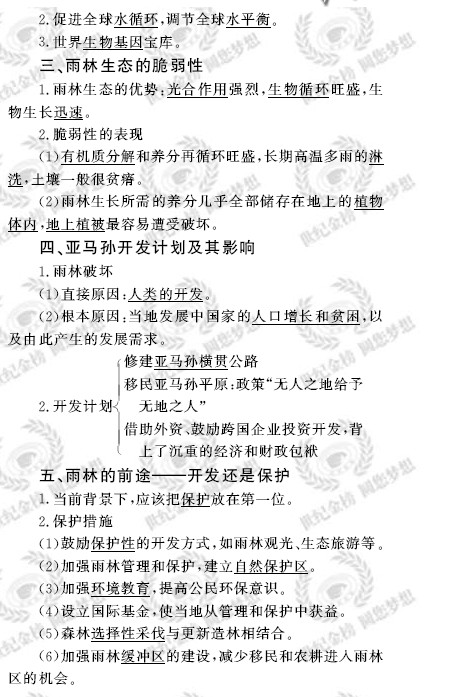 2.促进全球水循环,调节全球水平衡。
3.世界生物基因宝库。
三、雨林生态的脆弱性
1.雨林生态的优势:光合作用强烈,生物循环旺盛,生
物生长迅速。
2.脆弱性的表现
(1)有机质分解和养分再循环旺盛,长期高温多雨的淋
洗,土壤一般很贫瘠。
(2)雨林生长所需的养分几乎全部储存在地上的植物
体内,地上植被最容易遭受破坏。
四、亚马孙开发计划及其影响
1.雨林破坏
(1)直接原因:人类的开发。
(2)根本原因:当地发展中国家的人口增长和贫困,以
及由此产生的发展需求。
2.开发计划
修建亚马孙横贯公路
移民亚马孙平原:政策“无人之地给予
无地之人”
借助外资、鼓励跨国企业投资开发,背
上了沉重的经济和财政包袱
五、雨林的前途——开发还是保护
1.当前背景下,应该把保护放在第一位。
2.保护措施
(1)鼓励保护性的开发方式,如雨林观光、生态旅游等。
(2)加强雨林管理和保护,建立自然保护区。
(3)加强环境教育,提高公民环保意识。
(4)设立国际基金,使当地从管理和保护中获益。
(5)森林选择性采伐与更新造林相结合。
(6)加强雨林缓冲区的建设,减少移民和农耕进入雨林
区的机会。